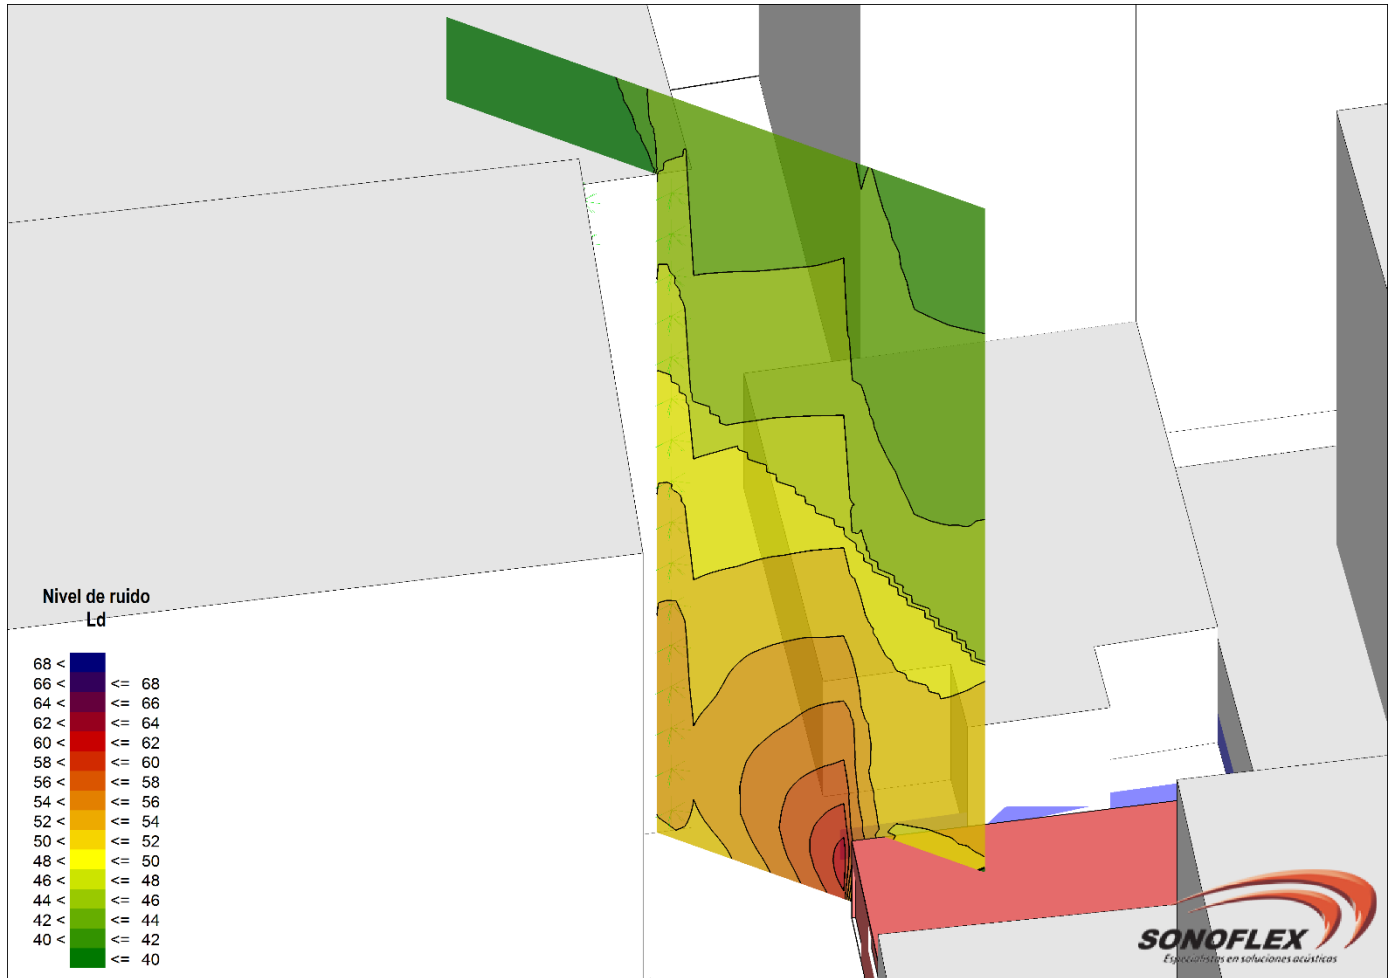 Nivel de ruido
Ld
68 <
66 < <= 68
64 < <= 66
62 < <= 64
60 < <= 62
58 < <= 60
56 < <= 58
54 < <= 56
52 < <= 54
50 < <= 52
48 < <= 50
46 < <= 48
44 < <= 46
42 < <= 44
40 < <= 42
<= 40
SONOFLEX
Especialistas en soluciones acústicas